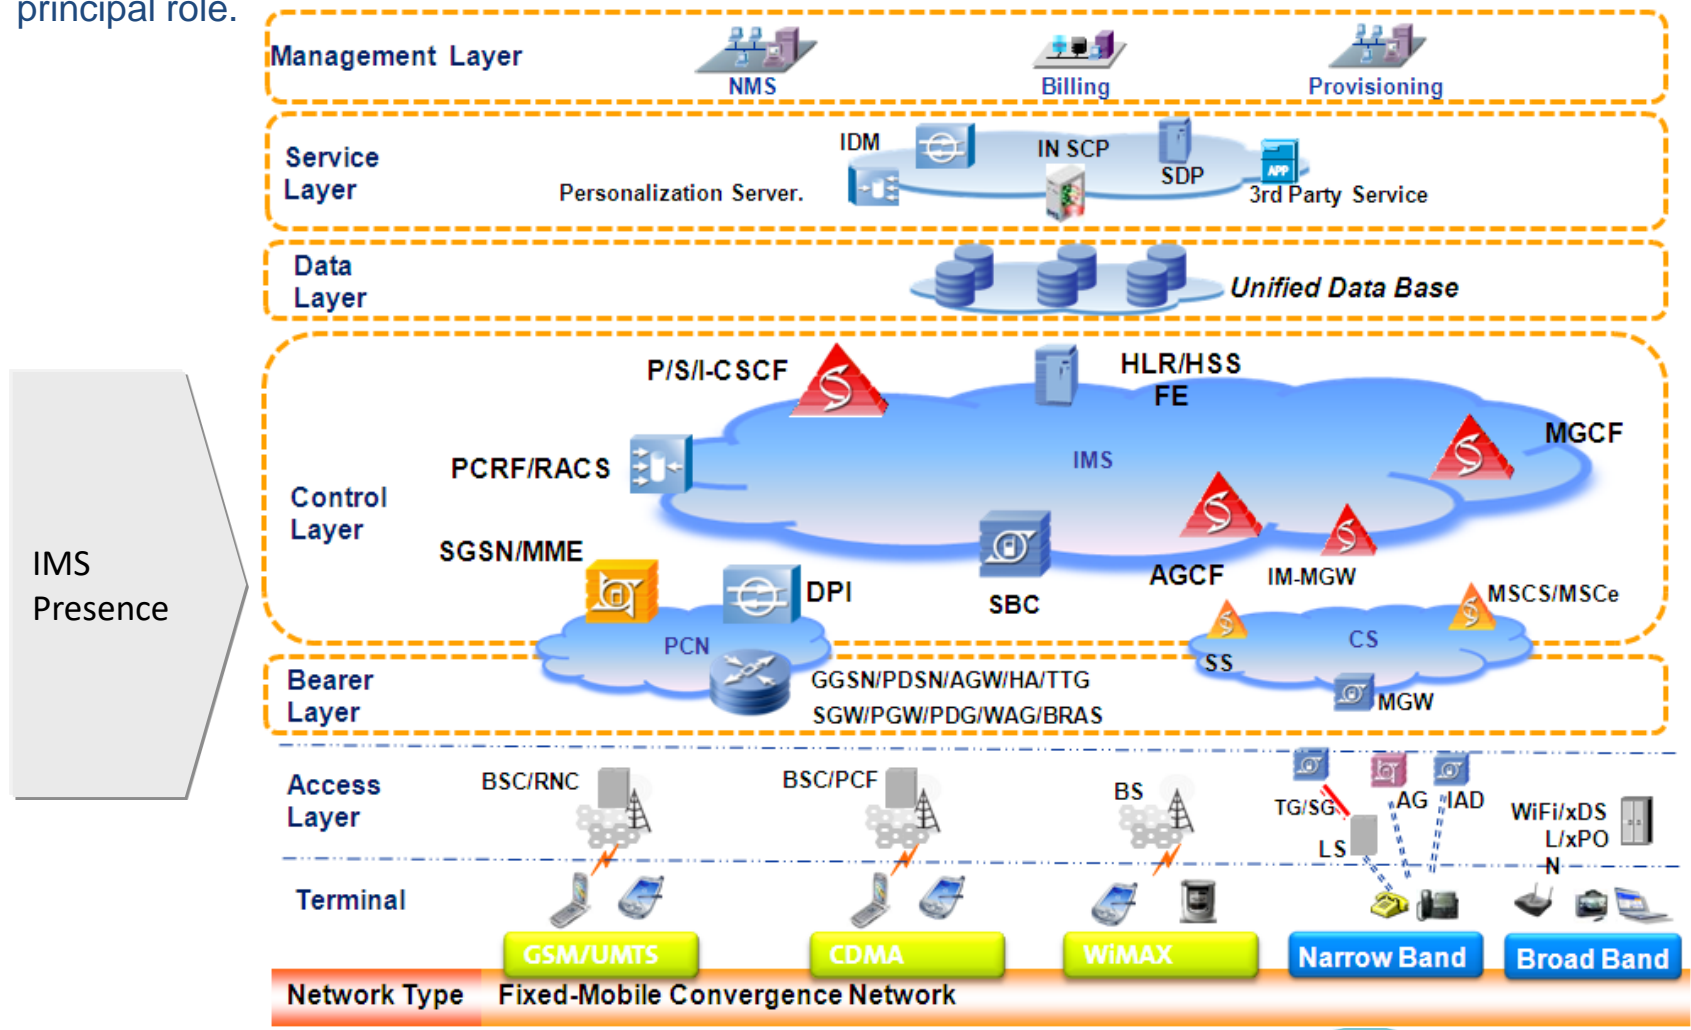 principal role.
Management Layer
NMS
Billing
Provisioning
Service
Layer
IDM
IN SCP
SDP
APP
Personalization Server.
3rd Party Service
Data
Layer
Unified Data Base
P/S/I-CSCF
HLR/HSS
FE
MGCF
IMS
PCRF/RACS
Control
Layer
SGSN/MME
DPI
SBC
AGCF
IM-MGW
MSCS/MSCe
IMS
Presence
PCN
CS
SS
Bearer
Layer
GGSN/PDSN/AGW/HA/TTG
SGW/PGW/PDG/WAG/BRAS
MGW
Access
Layer
BSC/RNC
BSC/PCF
BS
TG/SG
AG
IAD
LS
WiFi/xDS
L/xPO
N
Terminal
GSM/UMTS
CDMA
WiMAX
Narrow Band
Broad Band
Network Type
Fixed-Mobile Convergence Network